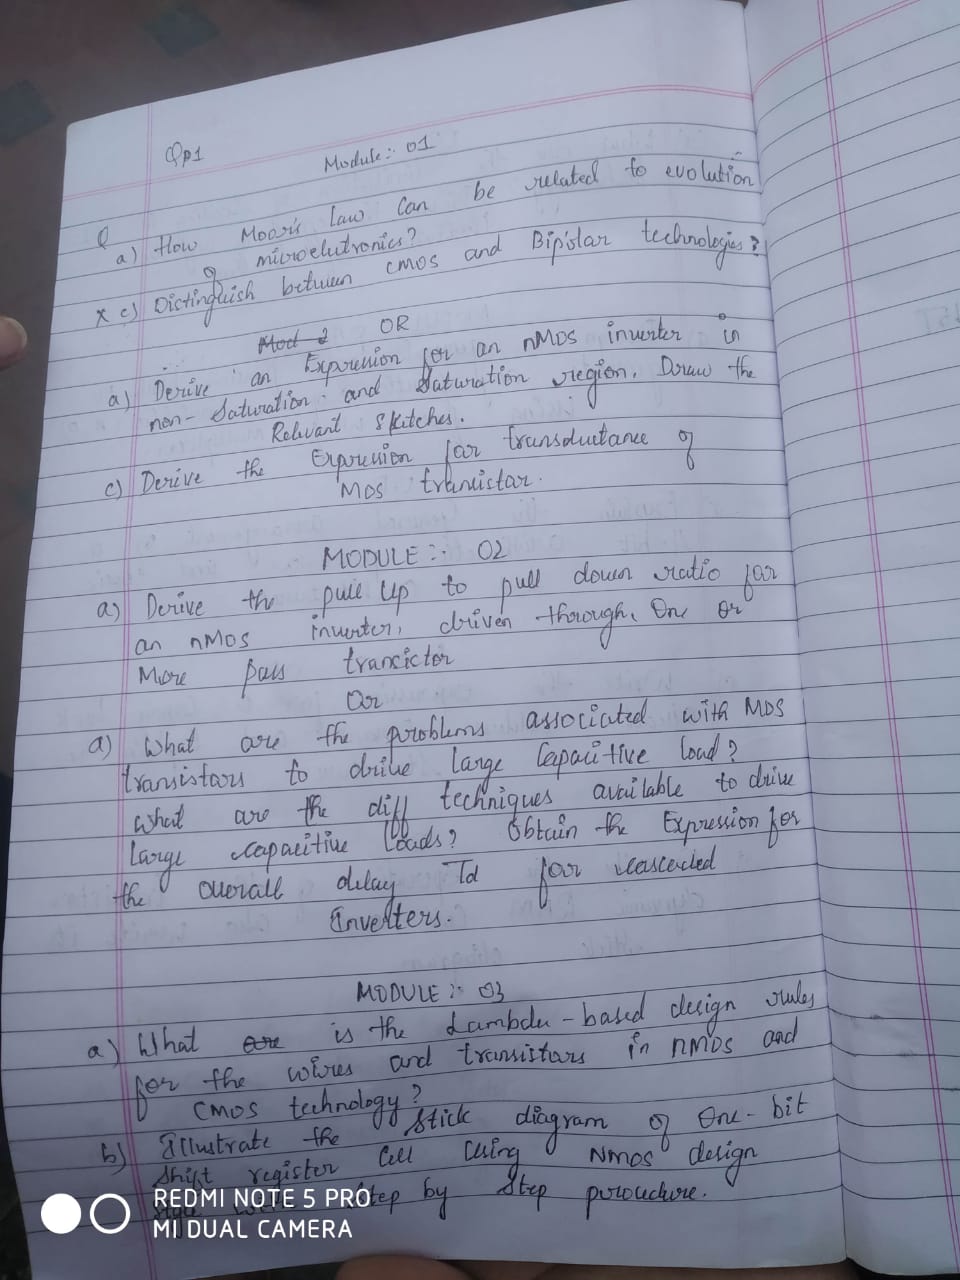 Qp1
Module:- 01
Q
a) How Moor's Law Can be related to evolution
of microelutronics?
x c) Distinguish between CMOS and Bipolar technologies?
Mod 2 OR
a) Derive an Expression for an nMOS inverter in
non-Saturation and Saturation region. Draw the
Relevant Skitches.
c) Derive the Expression for transductance of
MOS transistor.
MODULE:- 02
a) Derive the pull up to pull down ratio for
an nMOS inverter, driven through, One or
More pass trancictor
Or
a) What are the problems associated with MOS
transistors to drive large Capacitive load?
What are the diff techniques available to drive
large capacitive loads? Obtain the Expression for
the overall delay Td for cascaded
Inverters.
MODULE:- 03
a) What are is the Lambda-based design rules
for the wires and transistors in nMOS and
CMOS technology?
b) Illustrate the Stick diagram of One-bit
Shift register Cell Using NMOS design
Step by Step procudure.
REDMI NOTE 5 PRO
MI DUAL CAMERA